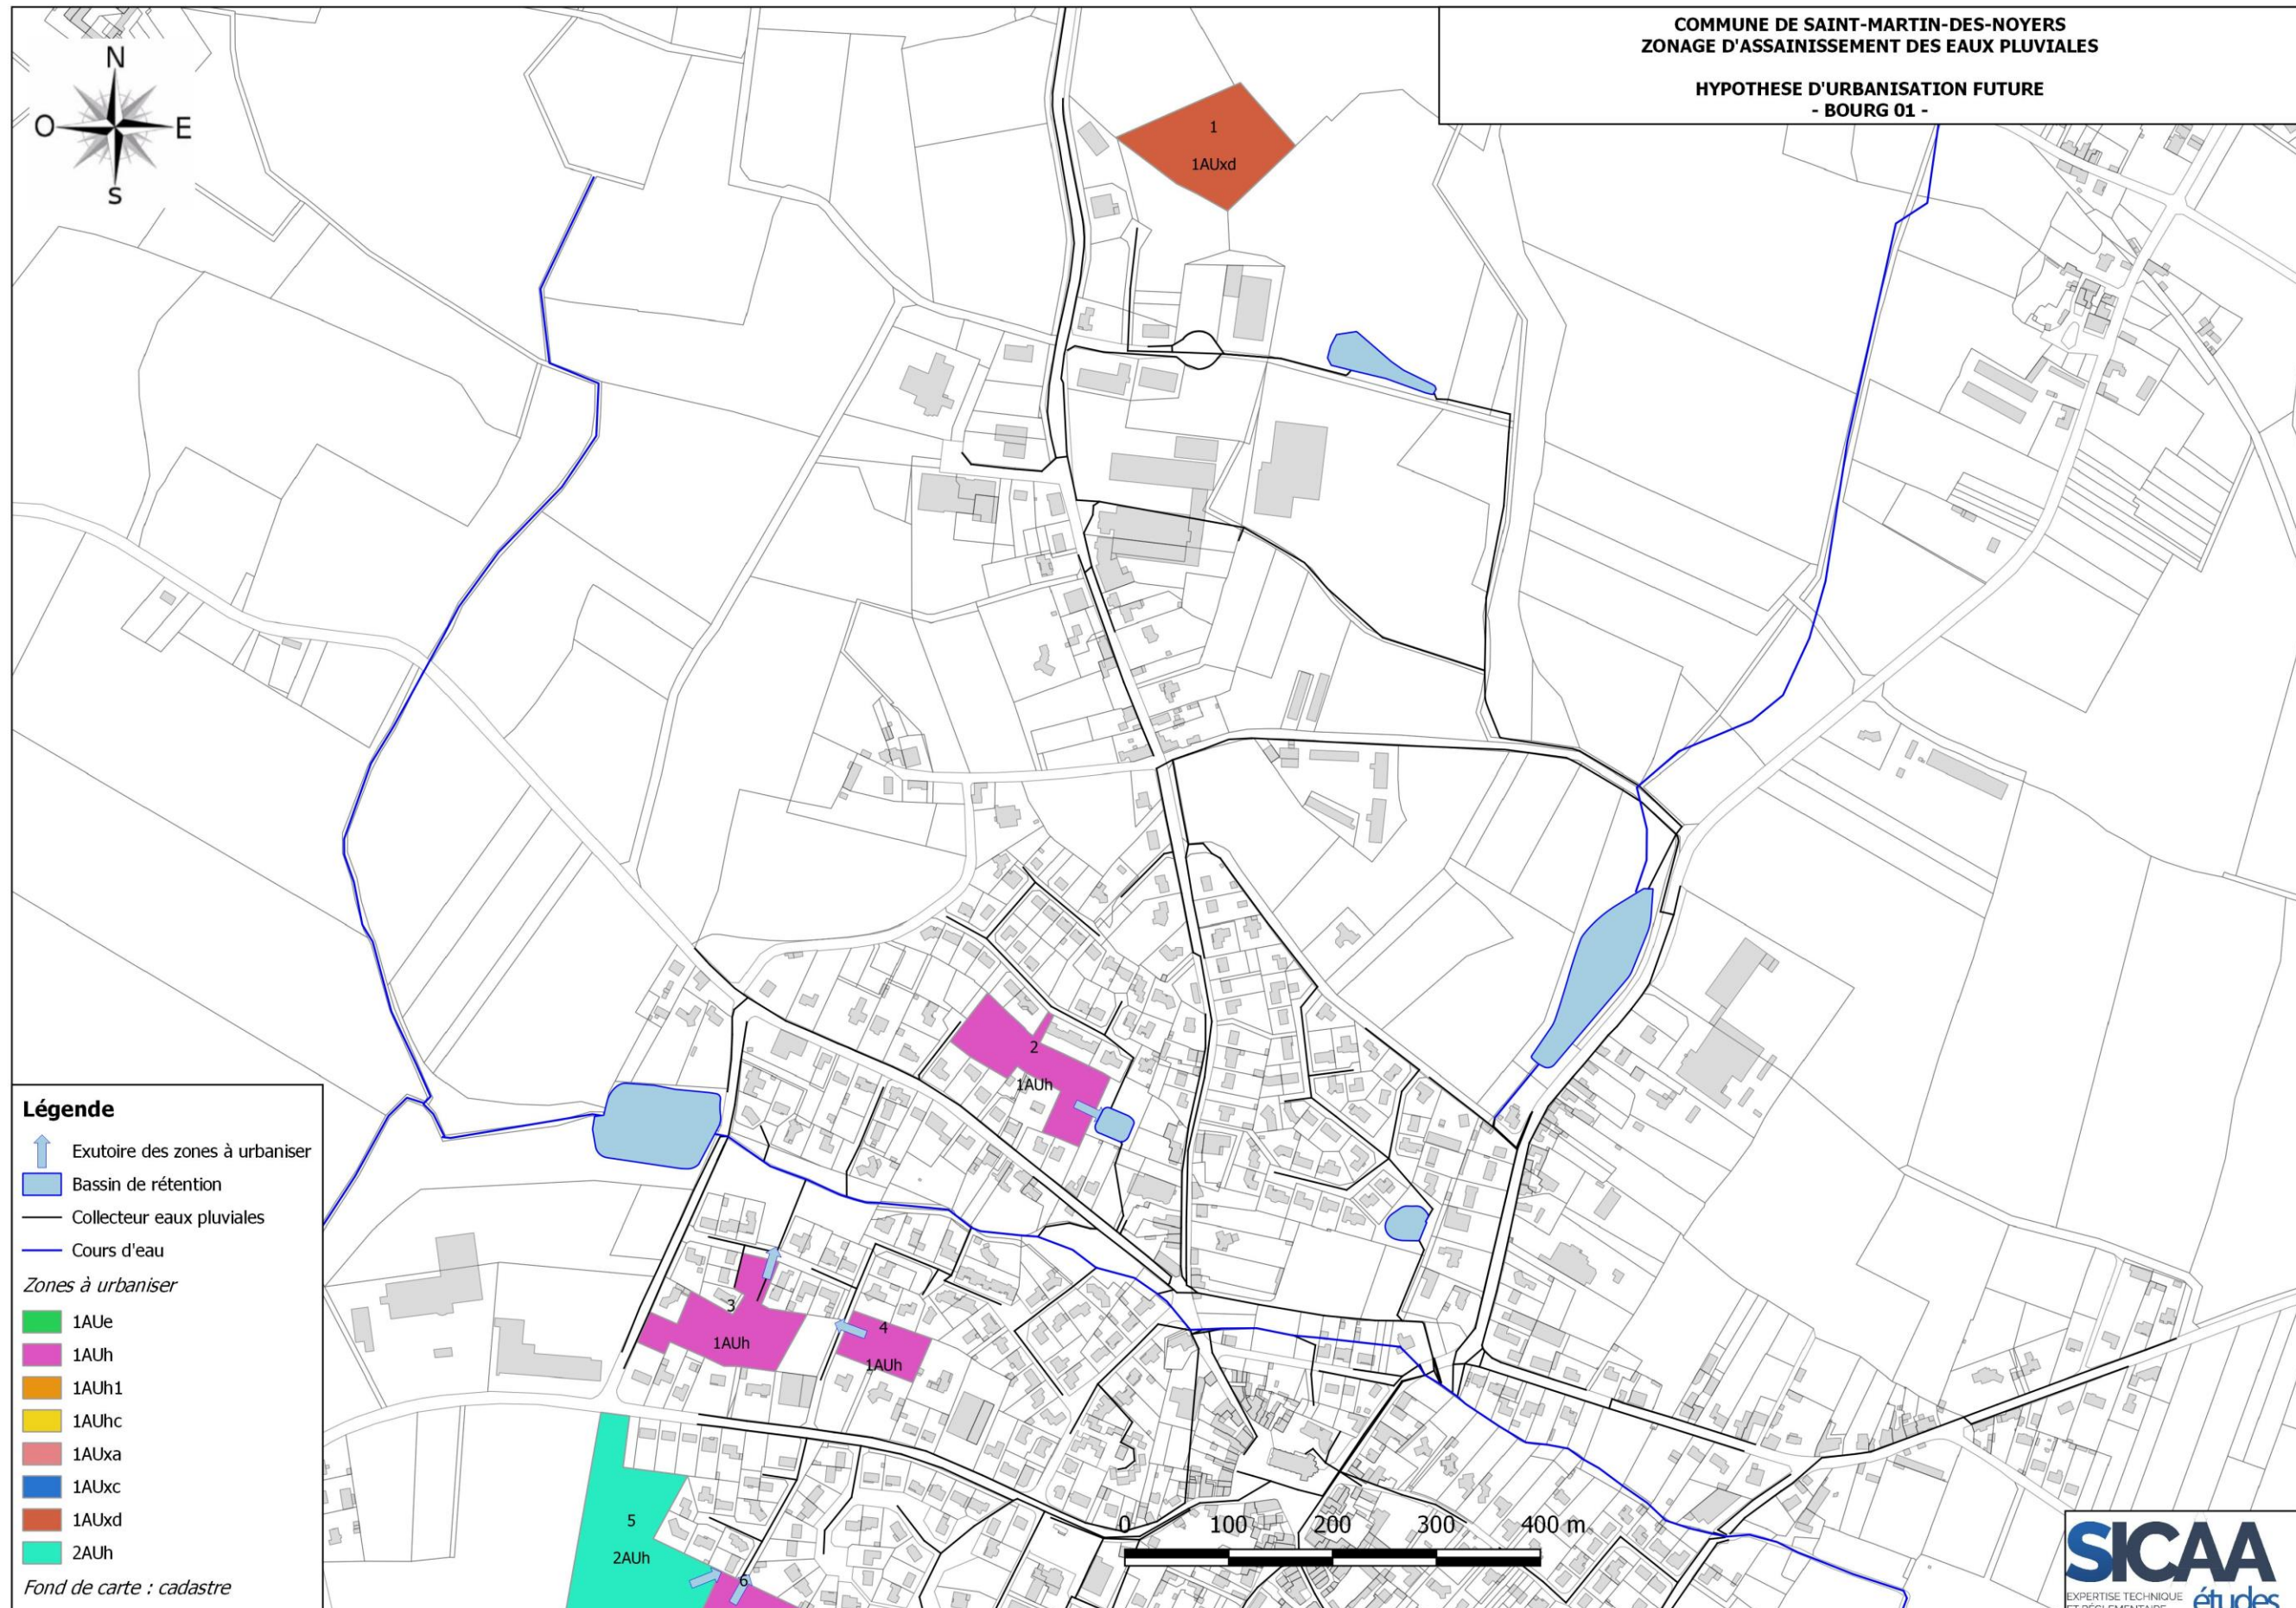 COMMUNE DE SAINT-MARTIN-DES-NOYERS
ZONAGE D'ASSAINISSEMENT DES EAUX PLUVIALES
HYPOTHESE D'URBANISATION FUTURE
- BOURG 01 -
N
O
E
S
1
1AUxd
2
1AUh
3
1AUh
4
1AUh
5
2AUh
6
Légende
Exutoire des zones à urbaniser
Bassin de rétention
Collecteur eaux pluviales
Cours d'eau
Zones à urbaniser
1AUe
1AUh
1AUh1
1AUhc
1AUxa
1AUxc
1AUxd
2AUh
Fond de carte : cadastre
0 100 200 300 400 m
SICAA
EXPERTISE TECHNIQUE
ET RÉGLEMENTAIRE
études